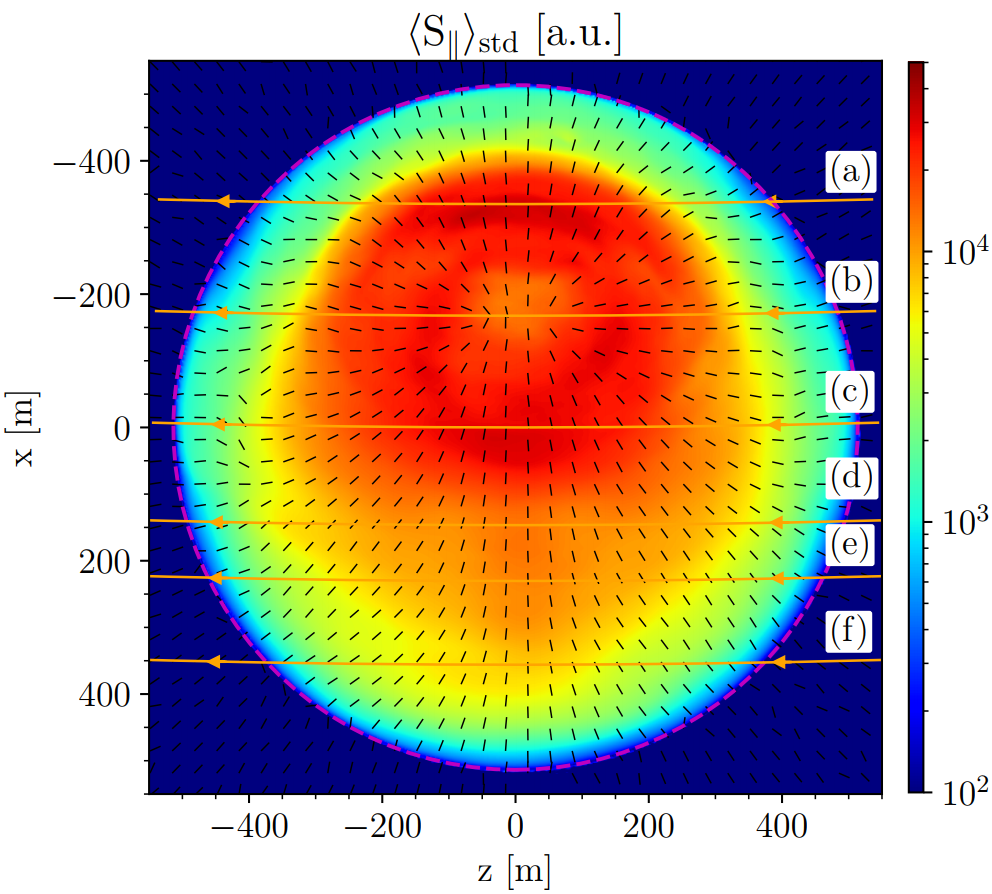 ⟨S∥⟩std [a.u.]
−400
−200
0
200
400
x [m]
(a)
(b)
(c)
(d)
(e)
(f)
10⁴
10³
10²
−400 −200 0 200 400
z [m]